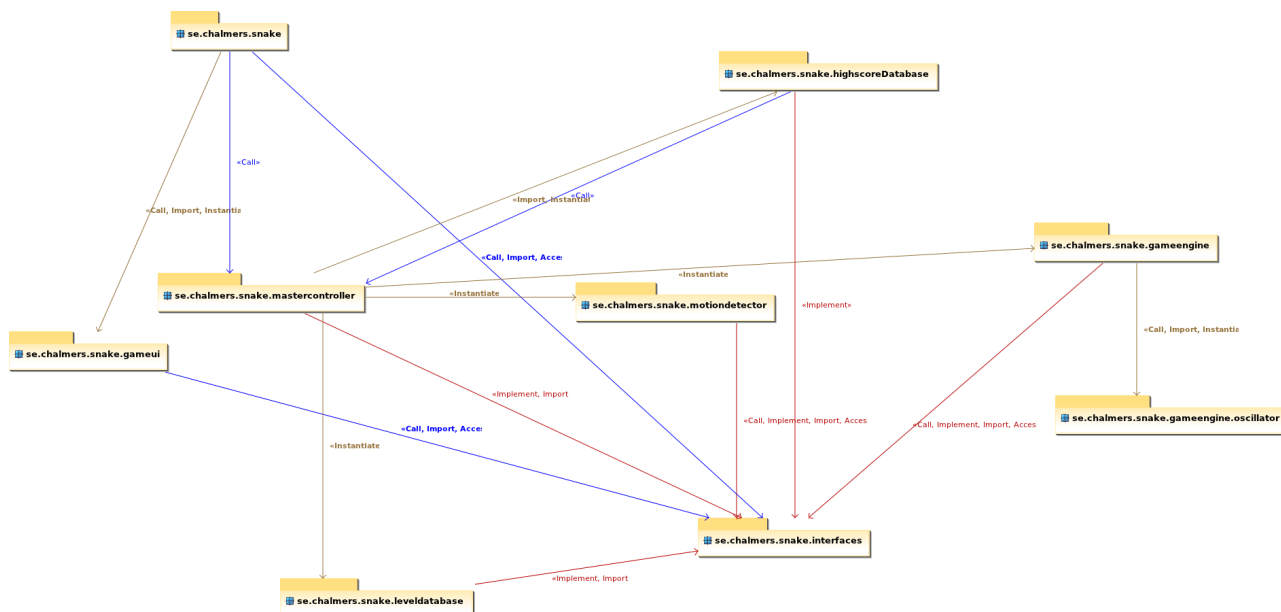 se.chalmers.snake
se.chalmers.snake.highscoreDatabase
«Call»
«Import, Instantial
«Call»
«Call, Import, Instantia
se.chalmers.snake.gameengine
«Call, Import, Acces
«Instantiate
se.chalmers.snake.mastercontroller
«Instantiate
se.chalmers.snake.motiondetector
«Implement»
«Call, Import, Instantia
se.chalmers.snake.gameui
«Implement, Import
se.chalmers.snake.gameengine.oscillator
«Call, Import, Acces
«Call, Implement, Import, Acces
«Call, Implement, Import, Acces
«Instantiate
se.chalmers.snake.interfaces
«Implement, Import
se.chalmers.snake.leveldatabase